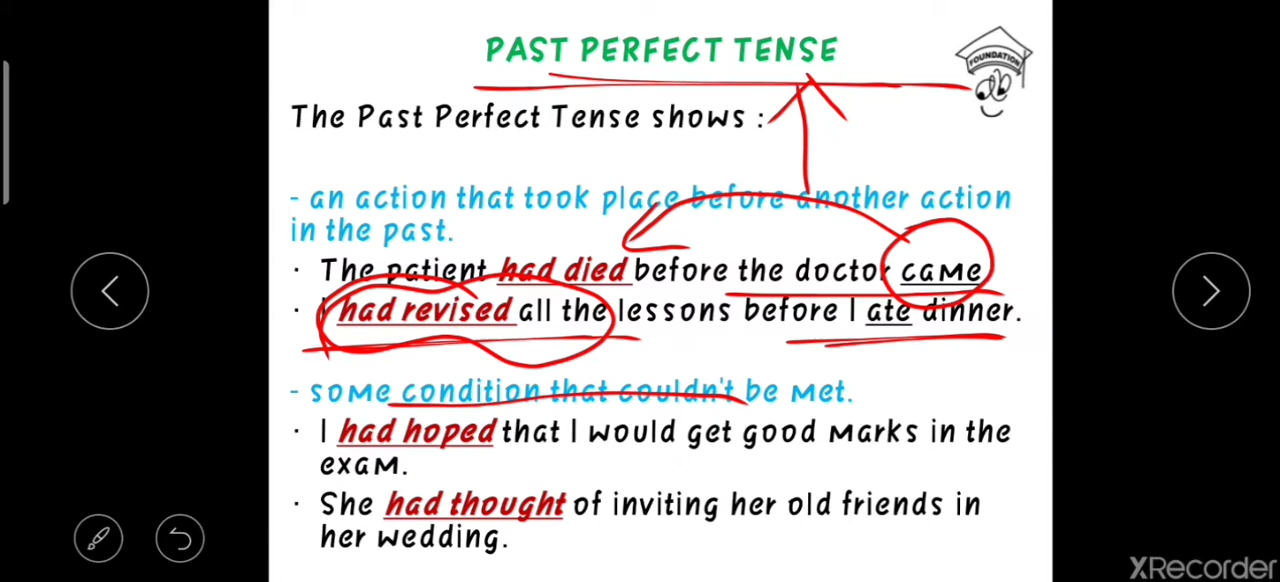 PAST PERFECT TENSE
FOUNDATION
The Past Perfect Tense shows :
- an action that took place before another action
in the past.
· The patient had died before the doctor came
· I had revised all the lessons before I ate dinner.
- some condition that couldn't be met.
· I had hoped that I would get good marks in the
exam.
· She had thought of inviting her old friends in
her wedding.
XRecorder